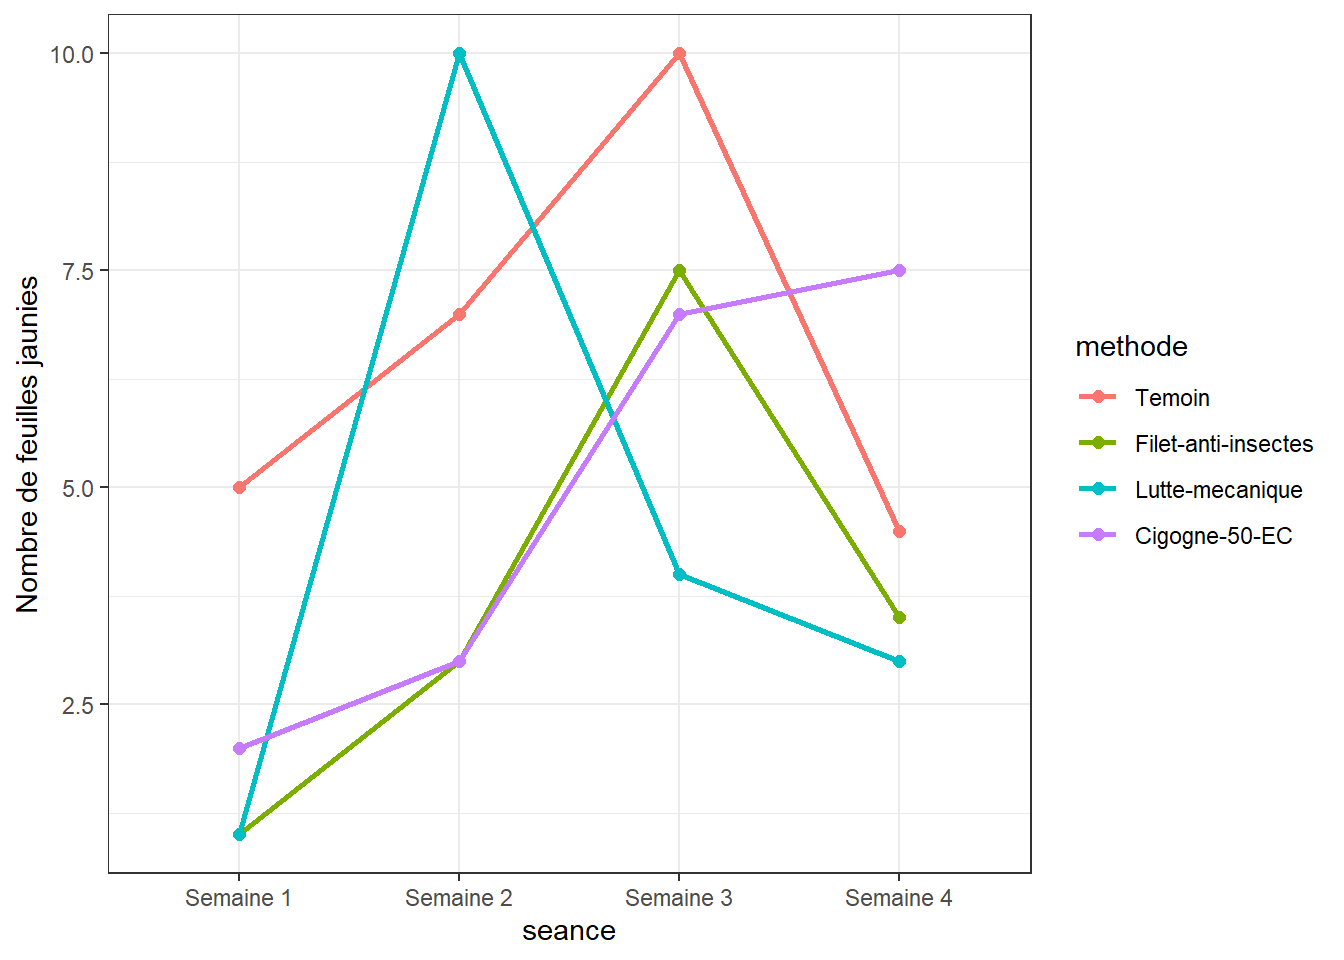 Nombre de feuilles jaunies
10.0
7.5
5.0
2.5
Semaine 1 Semaine 2 Semaine 3 Semaine 4
seance
methode
Temoin
Filet-anti-insectes
Lutte-mecanique
Cigogne-50-EC